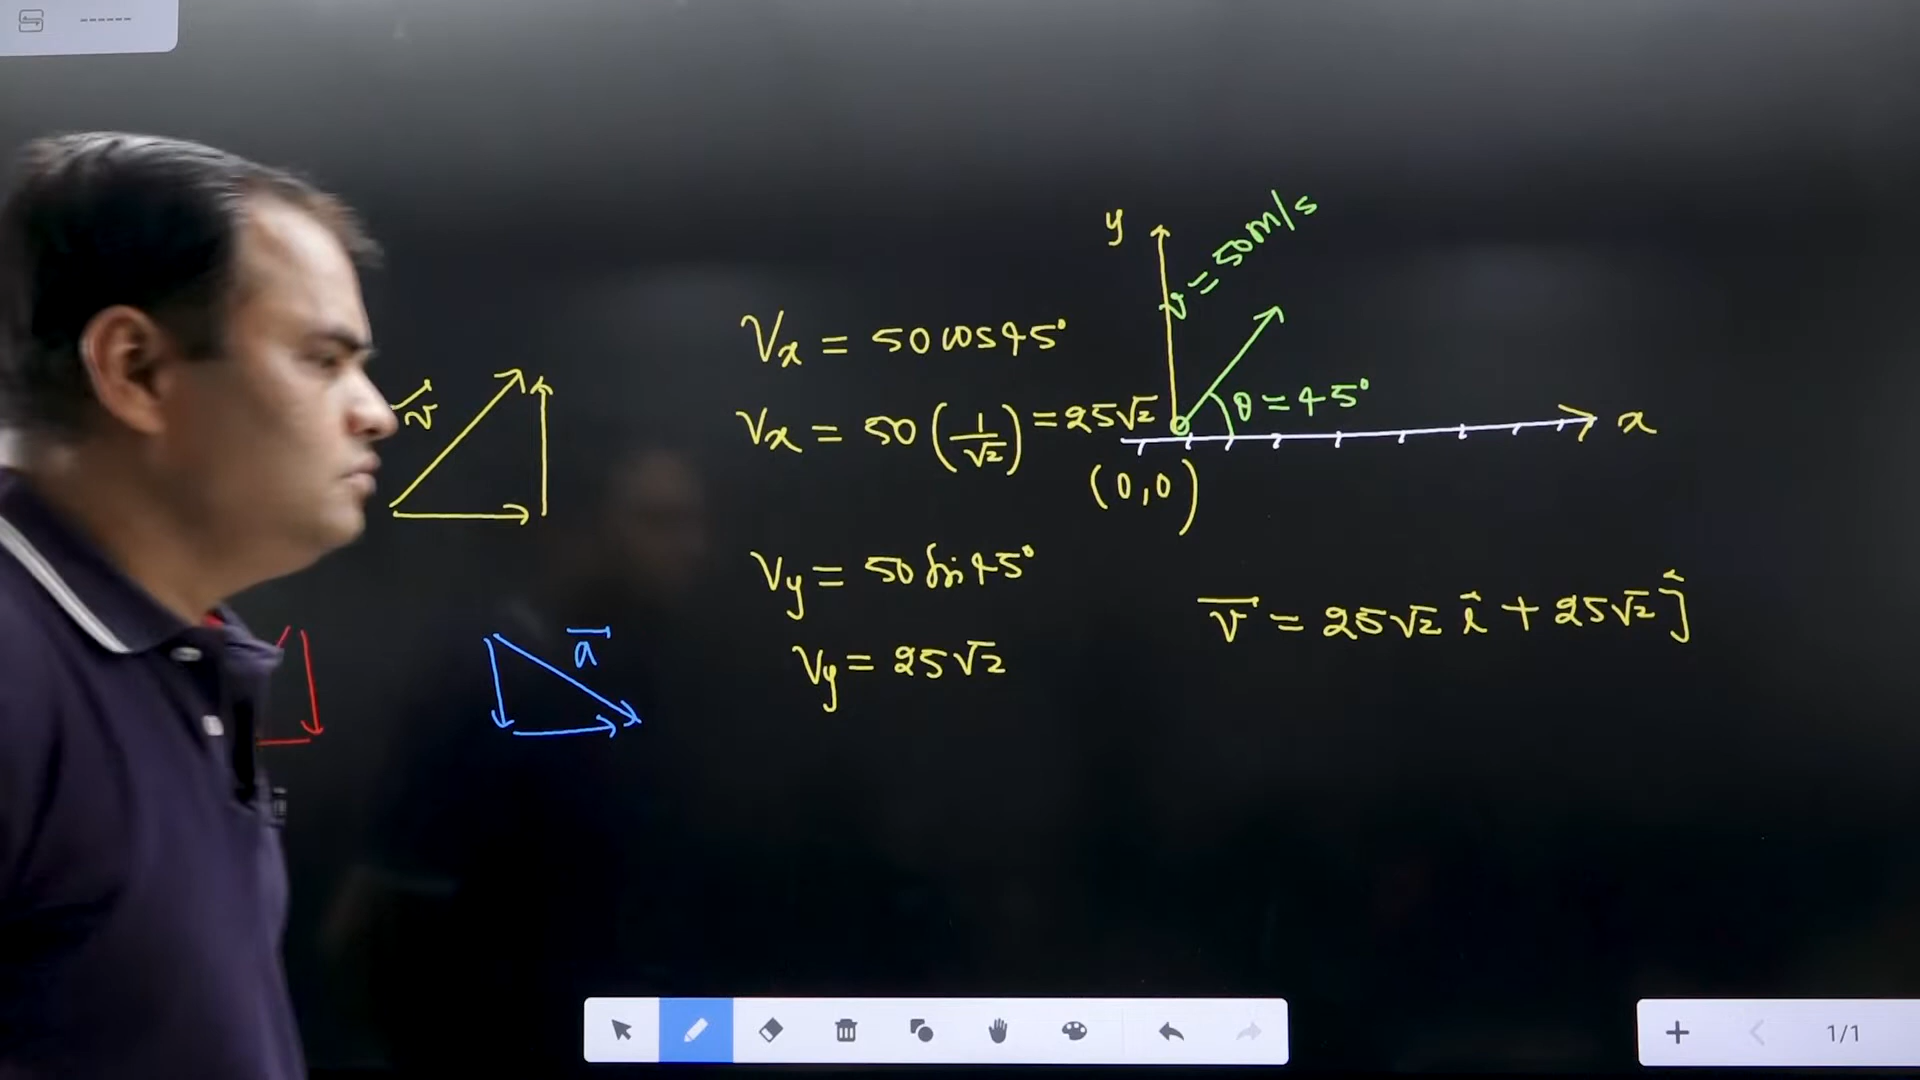 ------
y
v = 50 m/s
Vx = 50 cos 45°
v
Vx = 50 (1/√2) = 25√2
θ = 45°
x
(0,0)
Vy = 50 sin 45°
v = 25√2 î + 25√2 ĵ
a
Vy = 25√2
1/1